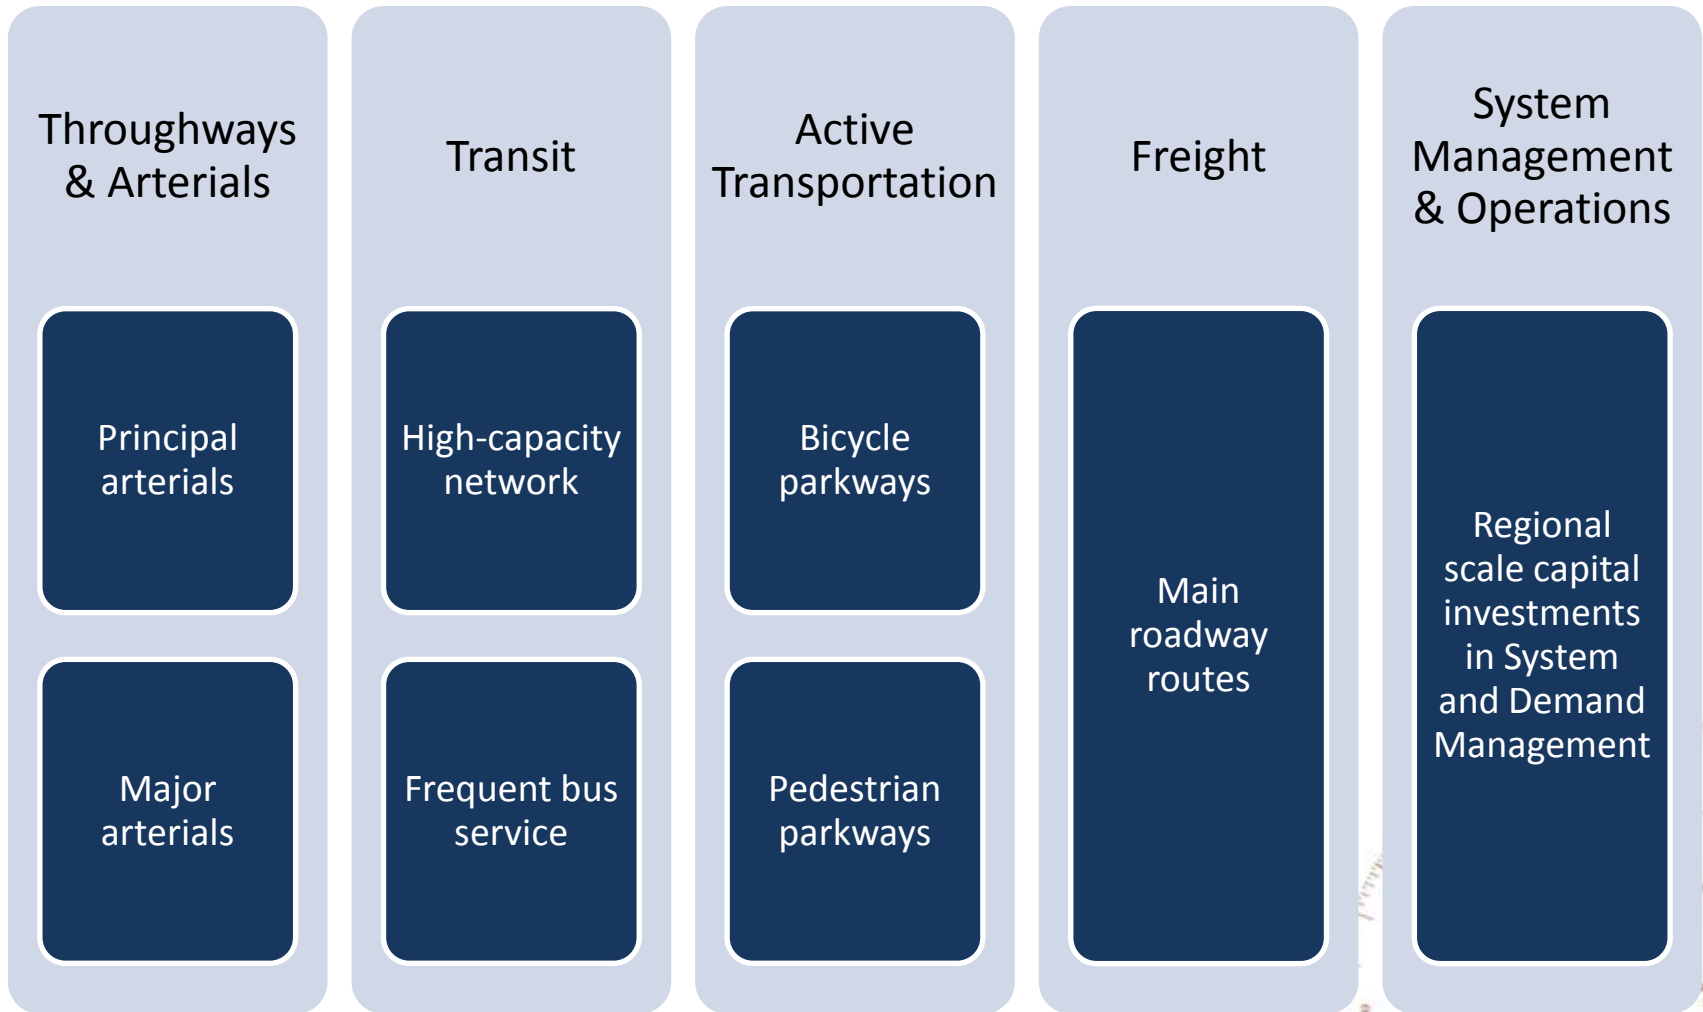 Throughways
& Arterials
Principal
arterials
Major
arterials
Transit
High-capacity
network
Frequent bus
service
Active
Transportation
Bicycle
parkways
Pedestrian
parkways
Freight
Main
roadway
routes
System
Management
& Operations
Regional
scale capital
investments
in System
and Demand
Management